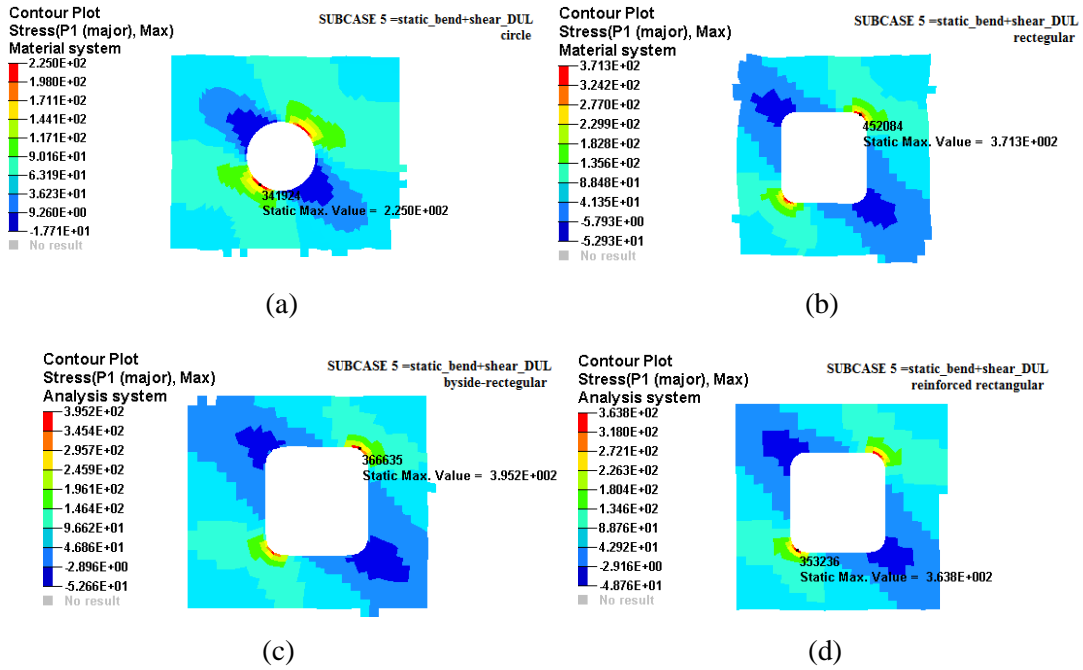 Contour Plot
Stress(P1 (major), Max)
Material system
2.250E+02
1.980E+02
1.711E+02
1.441E+02
1.171E+02
9.016E+01
6.319E+01
3.623E+01
9.260E+00
-1.771E+01
No result
SUBCASE 5 =static_bend+shear_DUL
circle
341924
Static Max. Value = 2.250E+002
(a)
Contour Plot
Stress(P1 (major), Max)
Material system
3.713E+02
3.242E+02
2.770E+02
2.299E+02
1.828E+02
1.356E+02
8.848E+01
4.135E+01
-5.793E+00
-5.293E+01
No result
SUBCASE 5 =static_bend+shear_DUL
rectegular
452084
Static Max. Value = 3.713E+002
(b)
Contour Plot
Stress(P1 (major), Max)
Analysis system
3.952E+02
3.454E+02
2.957E+02
2.459E+02
1.961E+02
1.464E+02
9.662E+01
4.686E+01
-2.896E+00
-5.266E+01
No result
SUBCASE 5 =static_bend+shear_DUL
byside-rectegular
366635
Static Max. Value = 3.952E+002
(c)
Contour Plot
Stress(P1 (major), Max)
Analysis system
3.638E+02
3.180E+02
2.721E+02
2.263E+02
1.804E+02
1.346E+02
8.876E+01
4.292E+01
-2.916E+00
-4.876E+01
No result
SUBCASE 5 =static_bend+shear_DUL
reinforced rectangular
353236
Static Max. Value = 3.638E+002
(d)